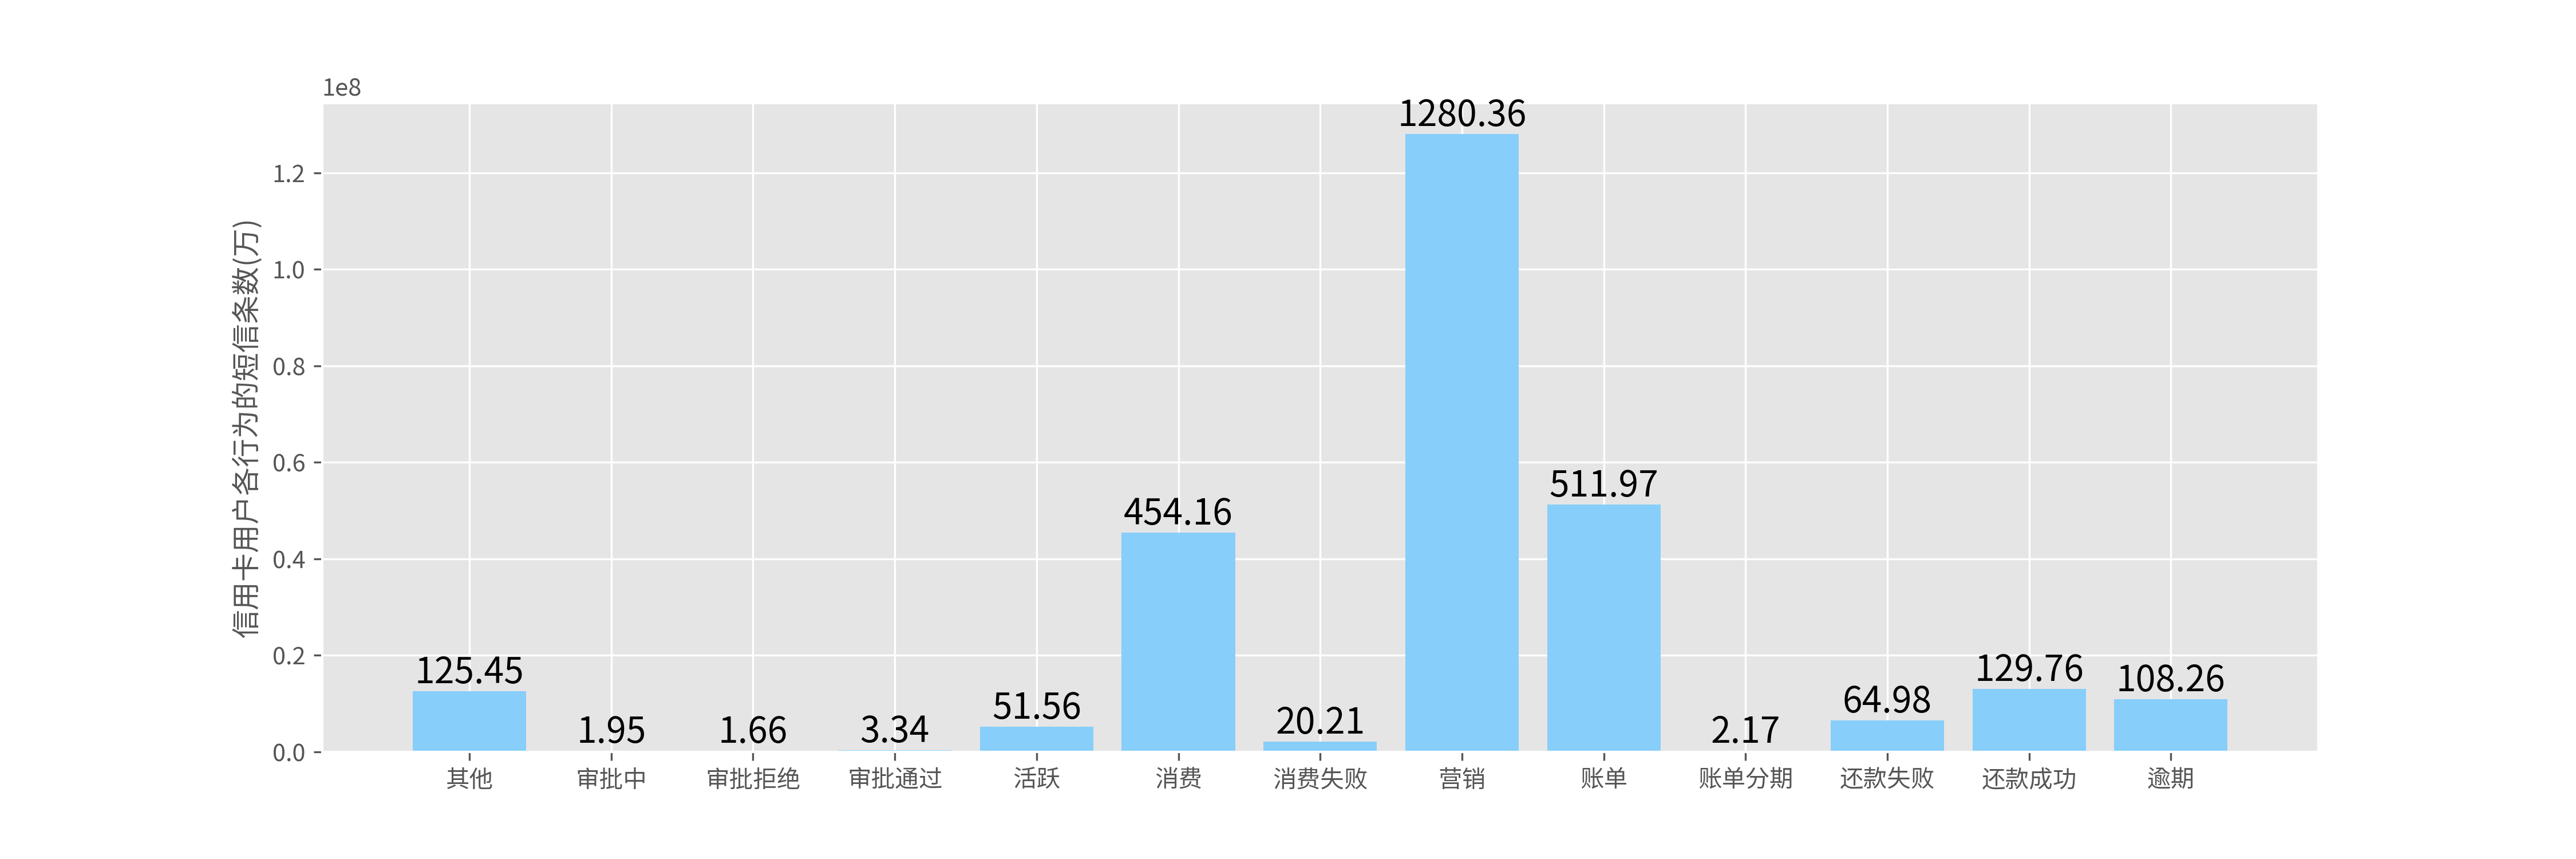 1e8
信用卡用户各行为的短信条数(万)
1.2
1.0
0.8
0.6
0.4
0.2
0.0
125.45
1.95
1.66
3.34
51.56
454.16
20.21
1280.36
511.97
2.17
64.98
129.76
108.26
其他
审批中
审批拒绝
审批通过
活跃
消费
消费失败
营销
账单
账单分期
还款失败
还款成功
逾期